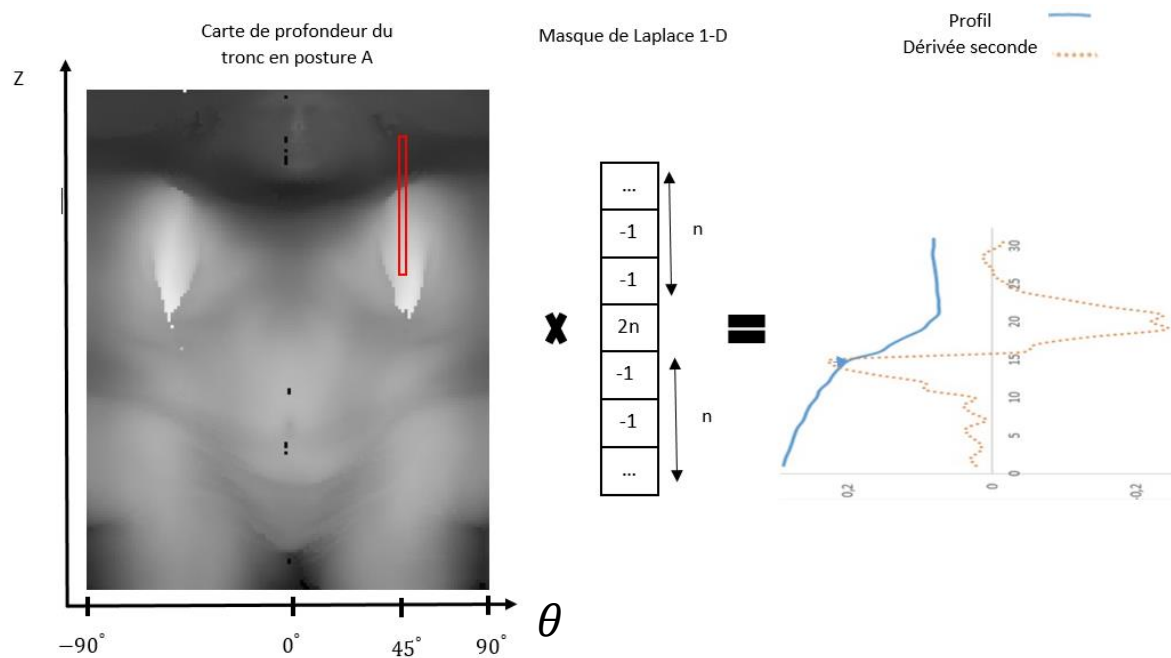 Carte de profondeur du
tronc en posture A
Masque de Laplace 1-D
Profil
Dérivée seconde
Z
...
-1
-1
2n
-1
-1
...
n
n
30
25
20
15
10
5
0
0,2
0
-0,2
θ
−90°
0°
45°
90°